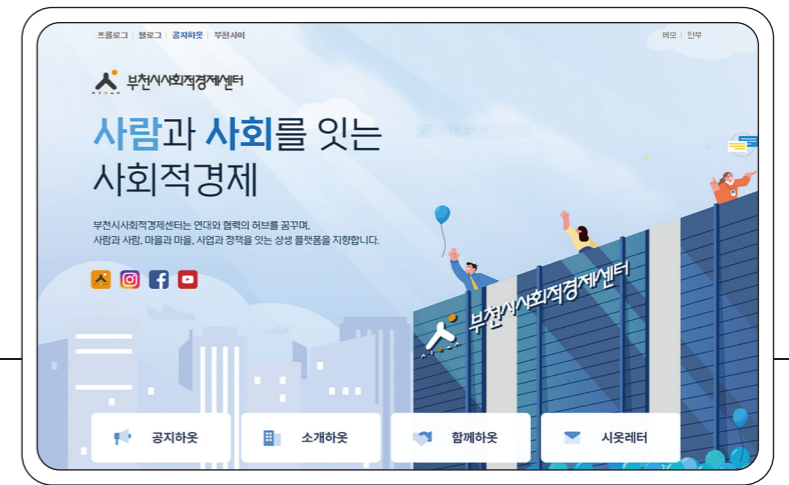 프롤로그 | 블로그 | 공지하웃 | 부천사이
메모 | 안부
부천시사회적경제센터
사람과 사회를 잇는
사회적경제
부천시사회적경제센터는 연대와 협력의 허브를 꿈꾸며,
사람과 사람, 마을과 마을, 사업과 정책을 잇는 상생 플랫폼을 지향합니다.
부천시사회적경제센터
공지하웃
소개하웃
함께하웃
시옷레터